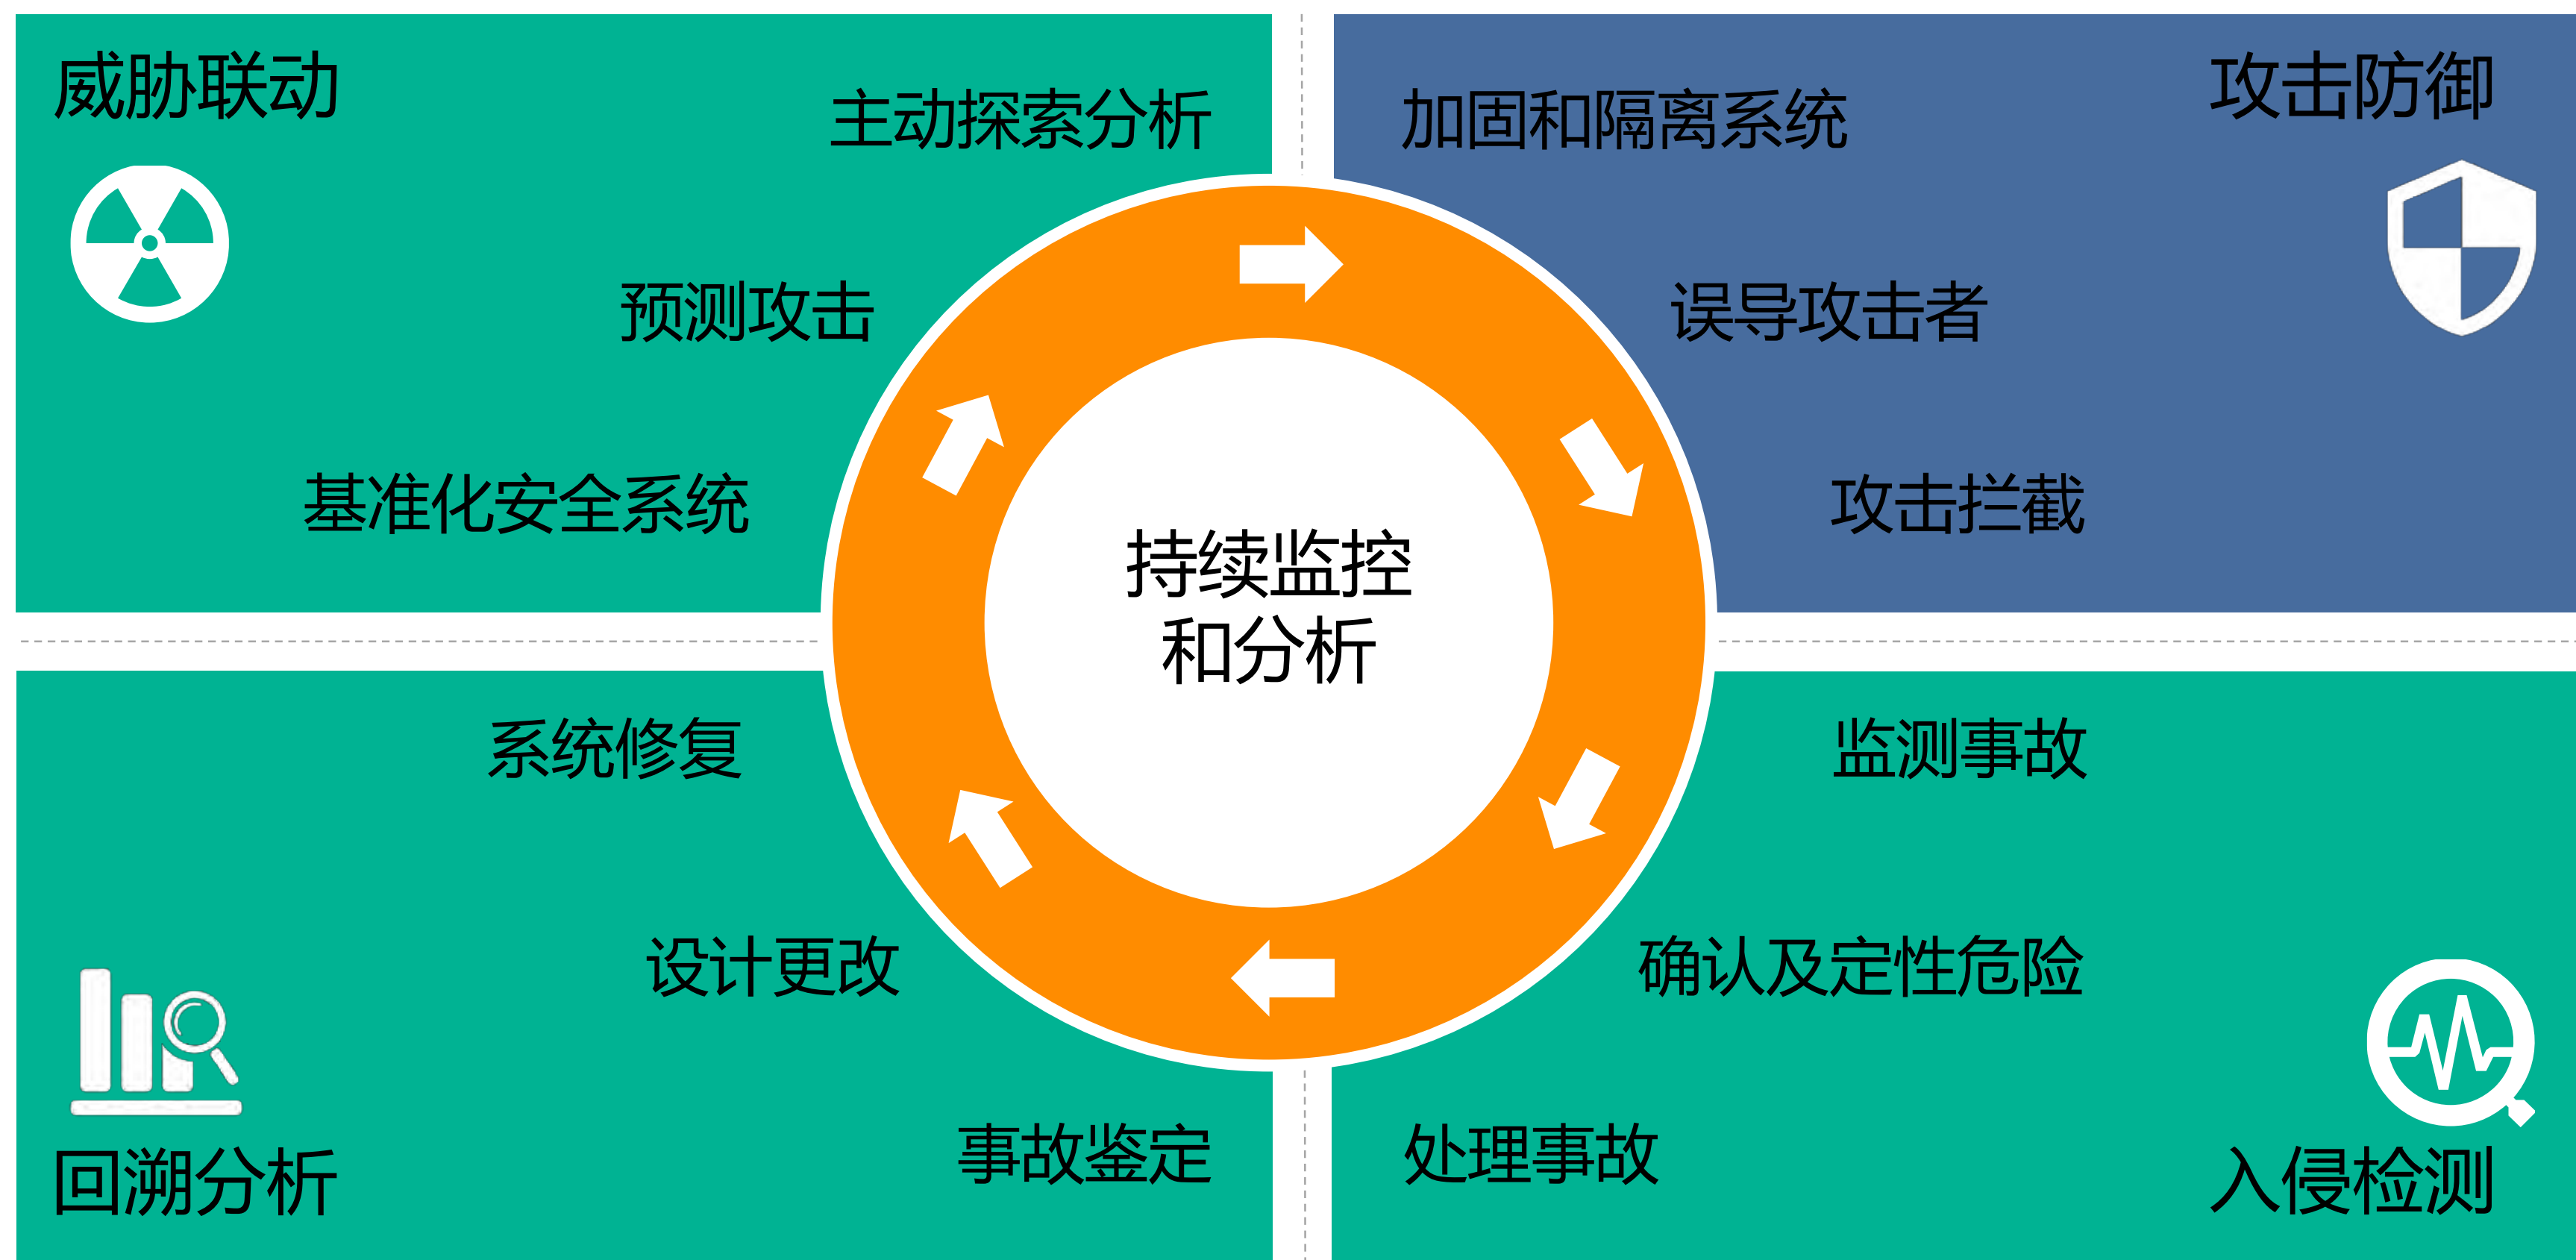 威胁联动
主动探索分析
预测攻击
基准化安全系统
攻击防御
加固和隔离系统
误导攻击者
攻击拦截
持续监控
和分析
系统修复
设计更改
事故鉴定
回溯分析
监测事故
确认及定性危险
处理事故
入侵检测